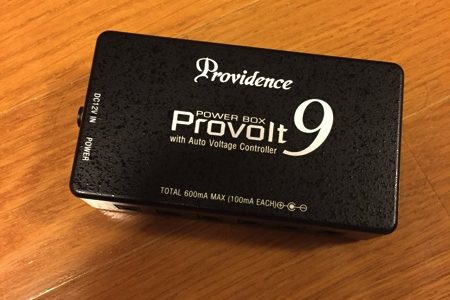 Providence
POWER BOX
Provolt 9
with Auto Voltage Controller
DC12V IN POWER
TOTAL 600mA MAX (100mA EACH)